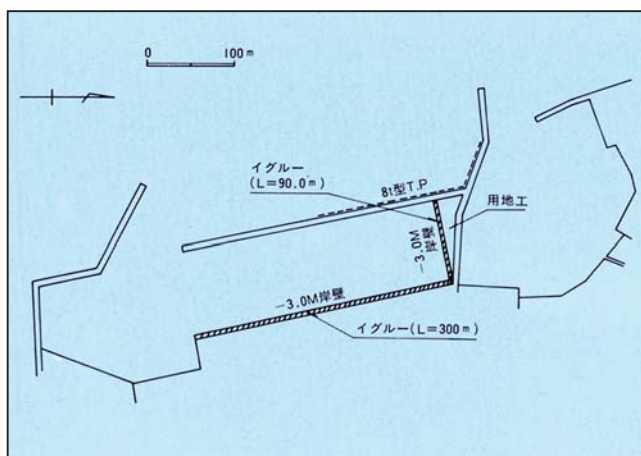 0 100m
イグルー
(L=90.0m)
8t型T.P
用地工
-3.0M
岸壁
-3.0M岸壁
イグルー(L=300m)